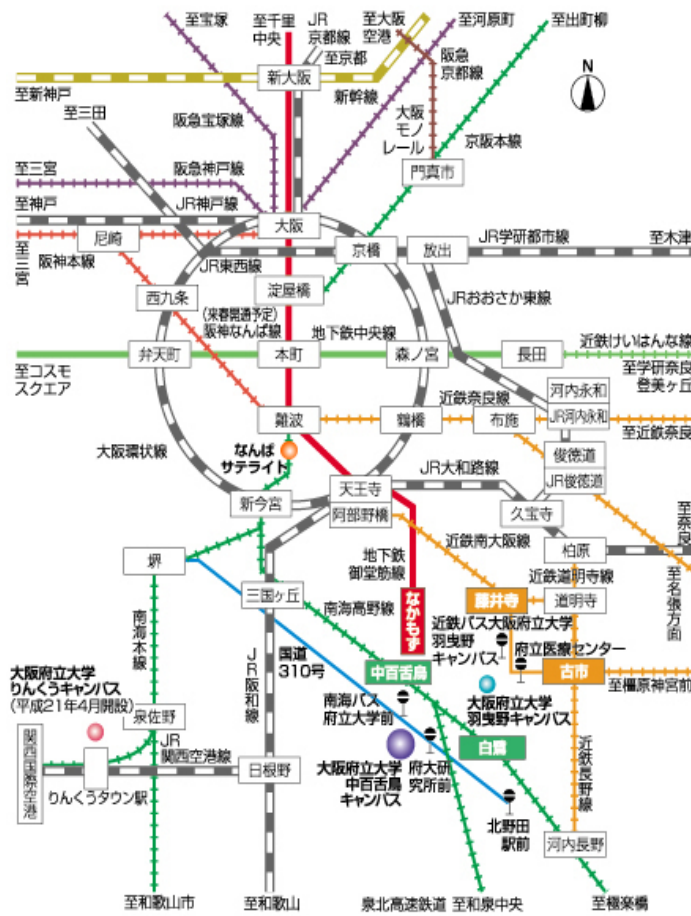 至宝塚
至千里
中央
JR
京都線
至京都
至大阪
空港
至河原町
至出町柳
阪急
京都線
N
新大阪
至新神戸
新幹線
至三田
阪急宝塚線
大阪
モノ
レール
京阪本線
門真市
至三宮
阪急神戸線
至神戸
JR神戸線
大阪
尼崎
京橋
放出
JR学研都市線
至木津
至三宮
阪神本線
JR東西線
淀屋橋
西九条
JRおおさか東線
(来春開通予定)
阪神なんば線
地下鉄中央線
近鉄けいはんな線
弁天町
本町
森ノ宮
長田
至コスモ
スクエア
至学研奈良
登美ヶ丘
河内永和
JR河内永和
近鉄奈良線
難波
鶴橋
布施
至近鉄奈良
大阪環状線
なんば
サテライト
俊徳道
JR俊徳道
JR大和路線
天王寺
新今宮
阿部野橋
久宝寺
至奈良
近鉄南大阪線
柏原
堺
地下鉄
御堂筋線
近鉄道明寺線
至名張方面
三国ヶ丘
南海高野線
なかもず
藤井寺
道明寺
南海本線
近鉄バス大阪府立大学
羽曳野
キャンパス
府立医療センター
国道
310号
JR阪和線
中百舌鳥
古市
大阪府立大学
りんくうキャンパス
(平成21年4月開設)
南海バス
府立大学前
大阪府立大学
羽曳野キャンパス
至橿原神宮前
泉佐野
白鷺
JR
関西空港線
関西国際空港
日根野
大阪府立大学
中百舌鳥
キャンパス
府大研
究所前
近鉄長野線
りんくうタウン駅
北野田
駅前
河内長野
至和歌山市
至和歌山
泉北高速鉄道
至和泉中央
至極楽橋